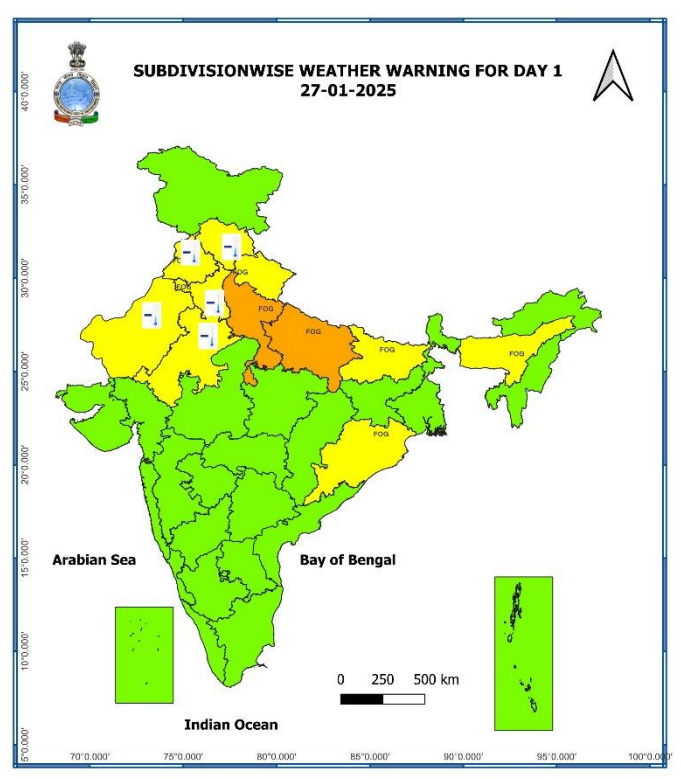 SUBDIVISIONWISE WEATHER WARNING FOR DAY 1
27-01-2025
40°0.000'
35°0.000'
30°0.000'
25°0.000'
20°0.000'
15°0.000'
10°0.000'
5°0.000'
FOG
FOG
FOG
FOG
FOG
FOG
FOG
Arabian Sea
Bay of Bengal
0 250 500 km
Indian Ocean
70°0.000' 75°0.000' 80°0.000' 85°0.000' 90°0.000' 95°0.000' 100°0.000'